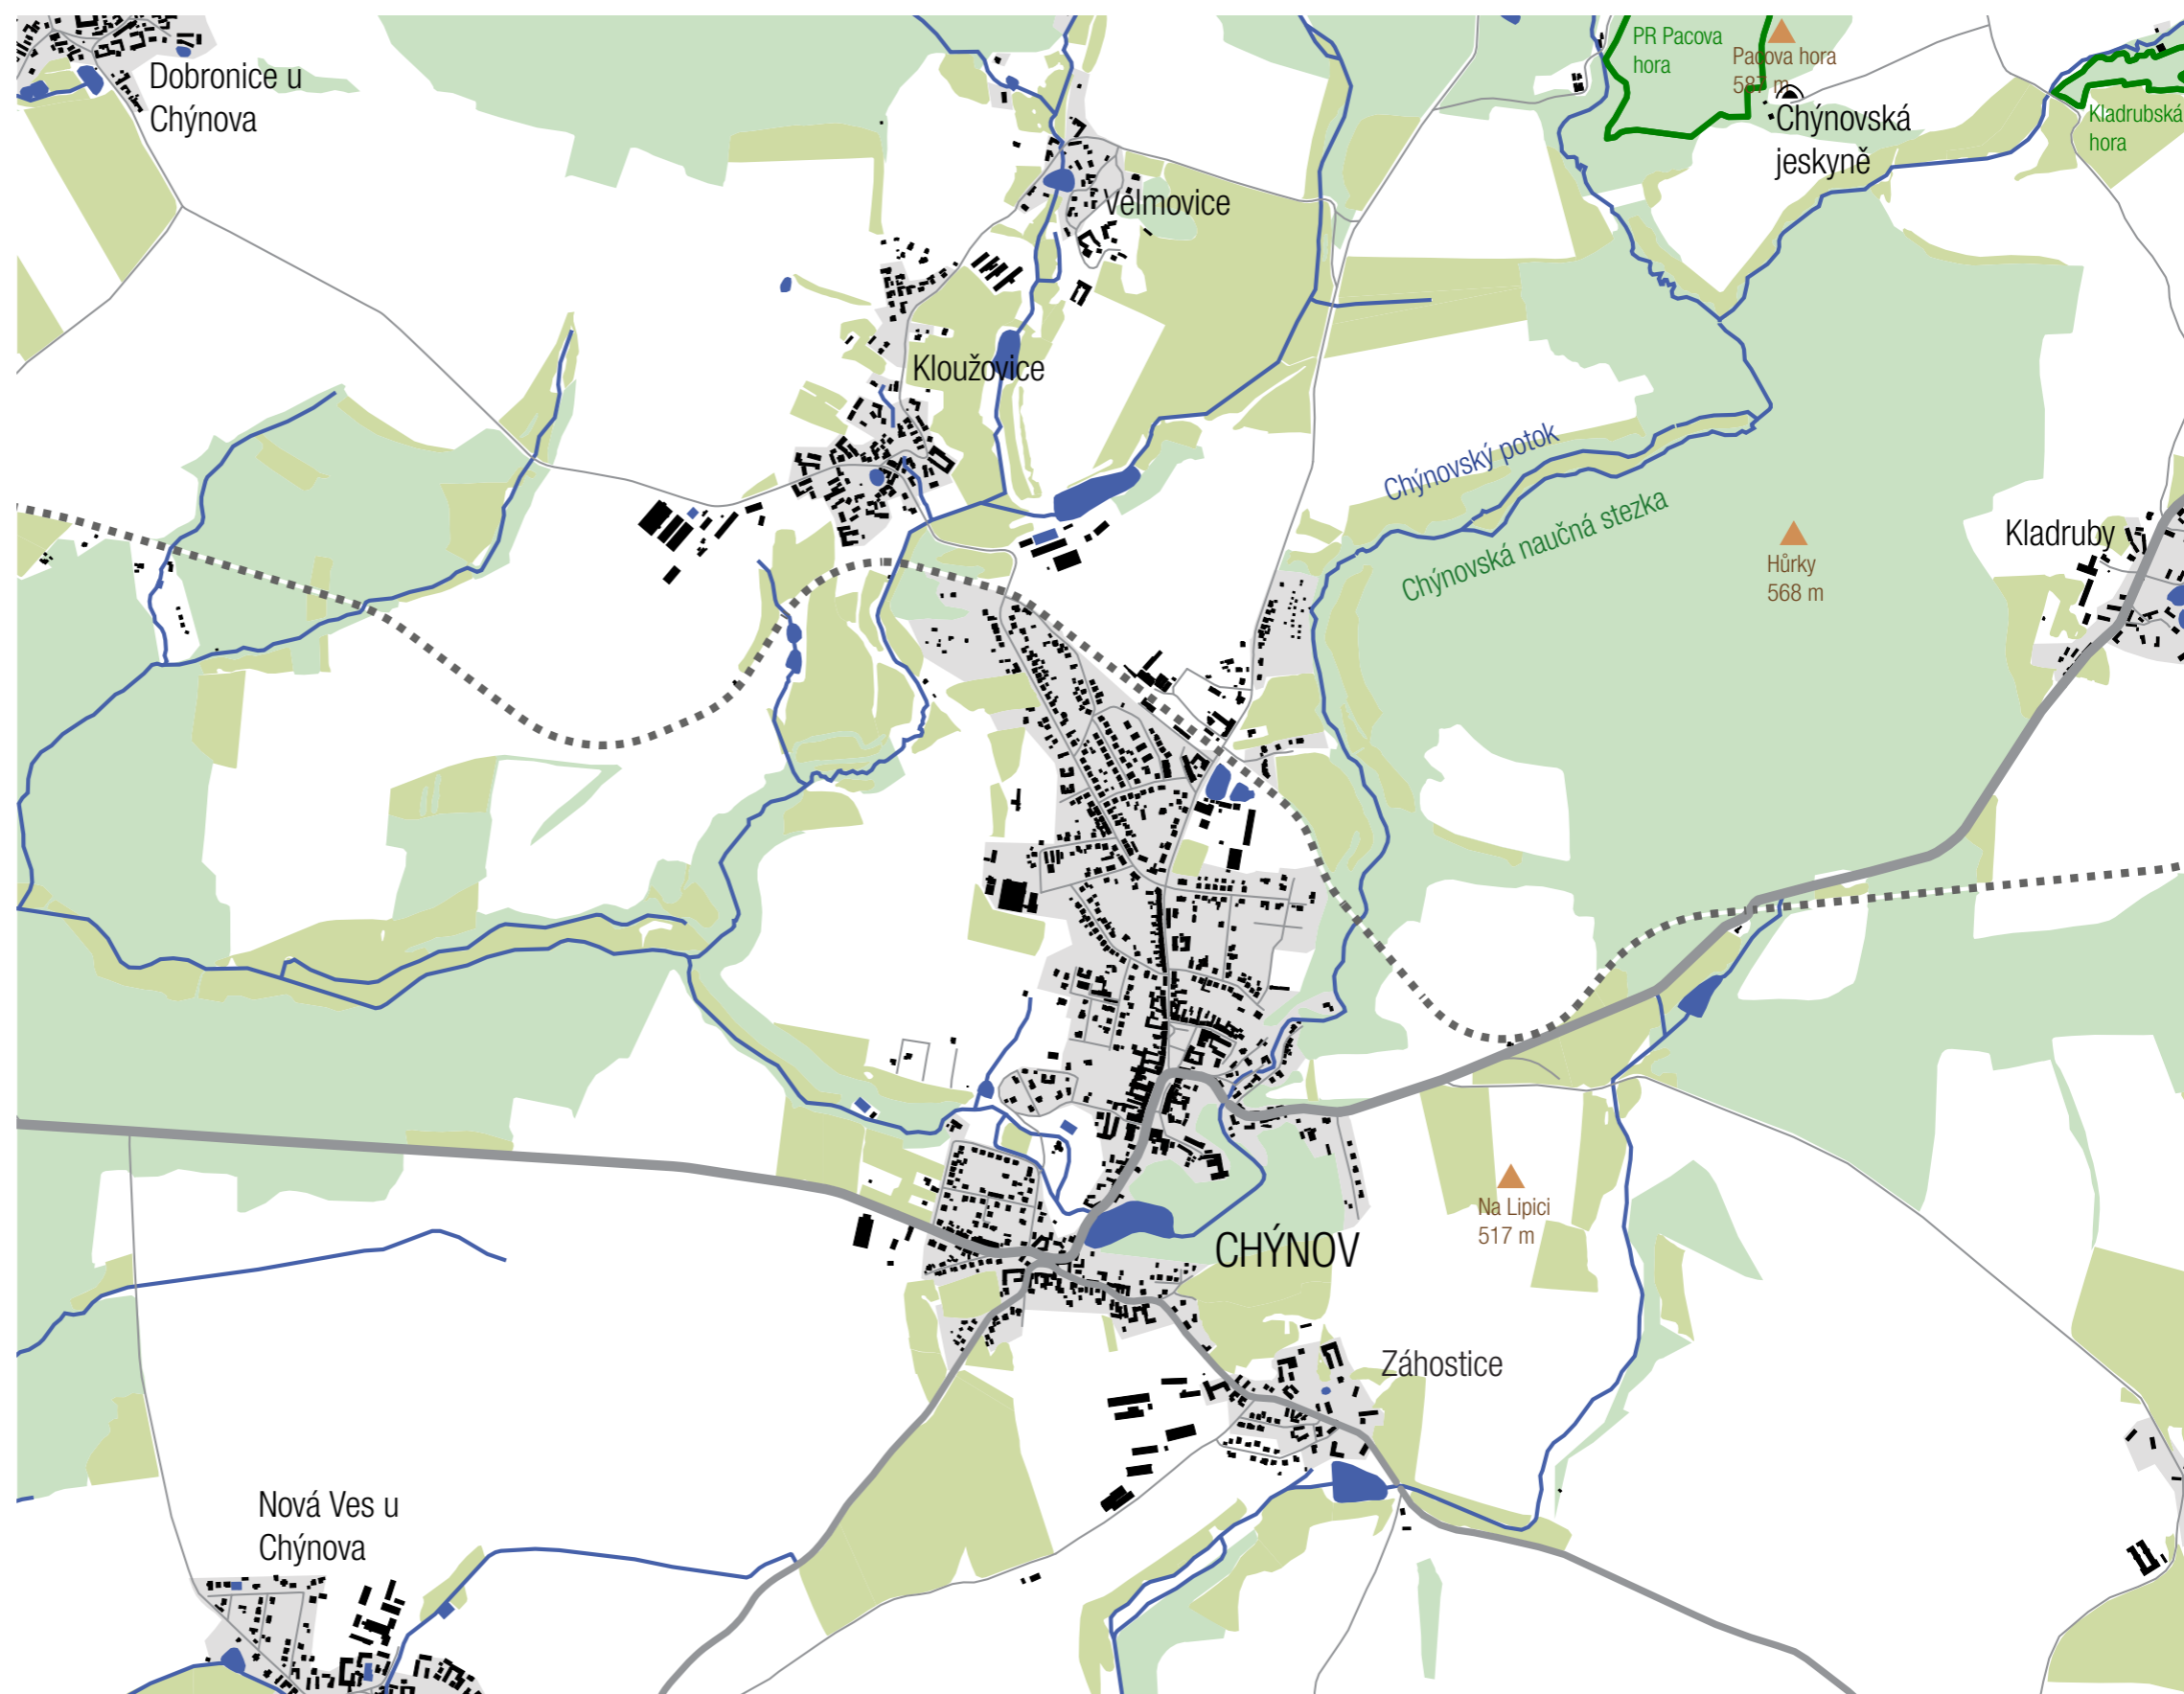 PR Pacova
hora
Pacova hora
587 m
Dobronice u
Chýnova
Chýnovská
jeskyně
Kladrubská
hora
Velmovice
Kloužovice
Chýnovský potok
Chýnovská naučná stezka
Kladruby
Hůrky
568 m
Na Lipici
517 m
CHÝNOV
Záhostice
Nová Ves u
Chýnova